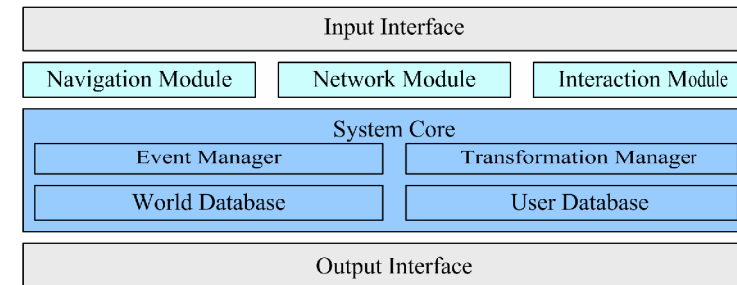 Input Interface
Navigation Module
Network Module
Interaction Module
System Core
Event Manager
Transformation Manager
World Database
User Database
Output Interface